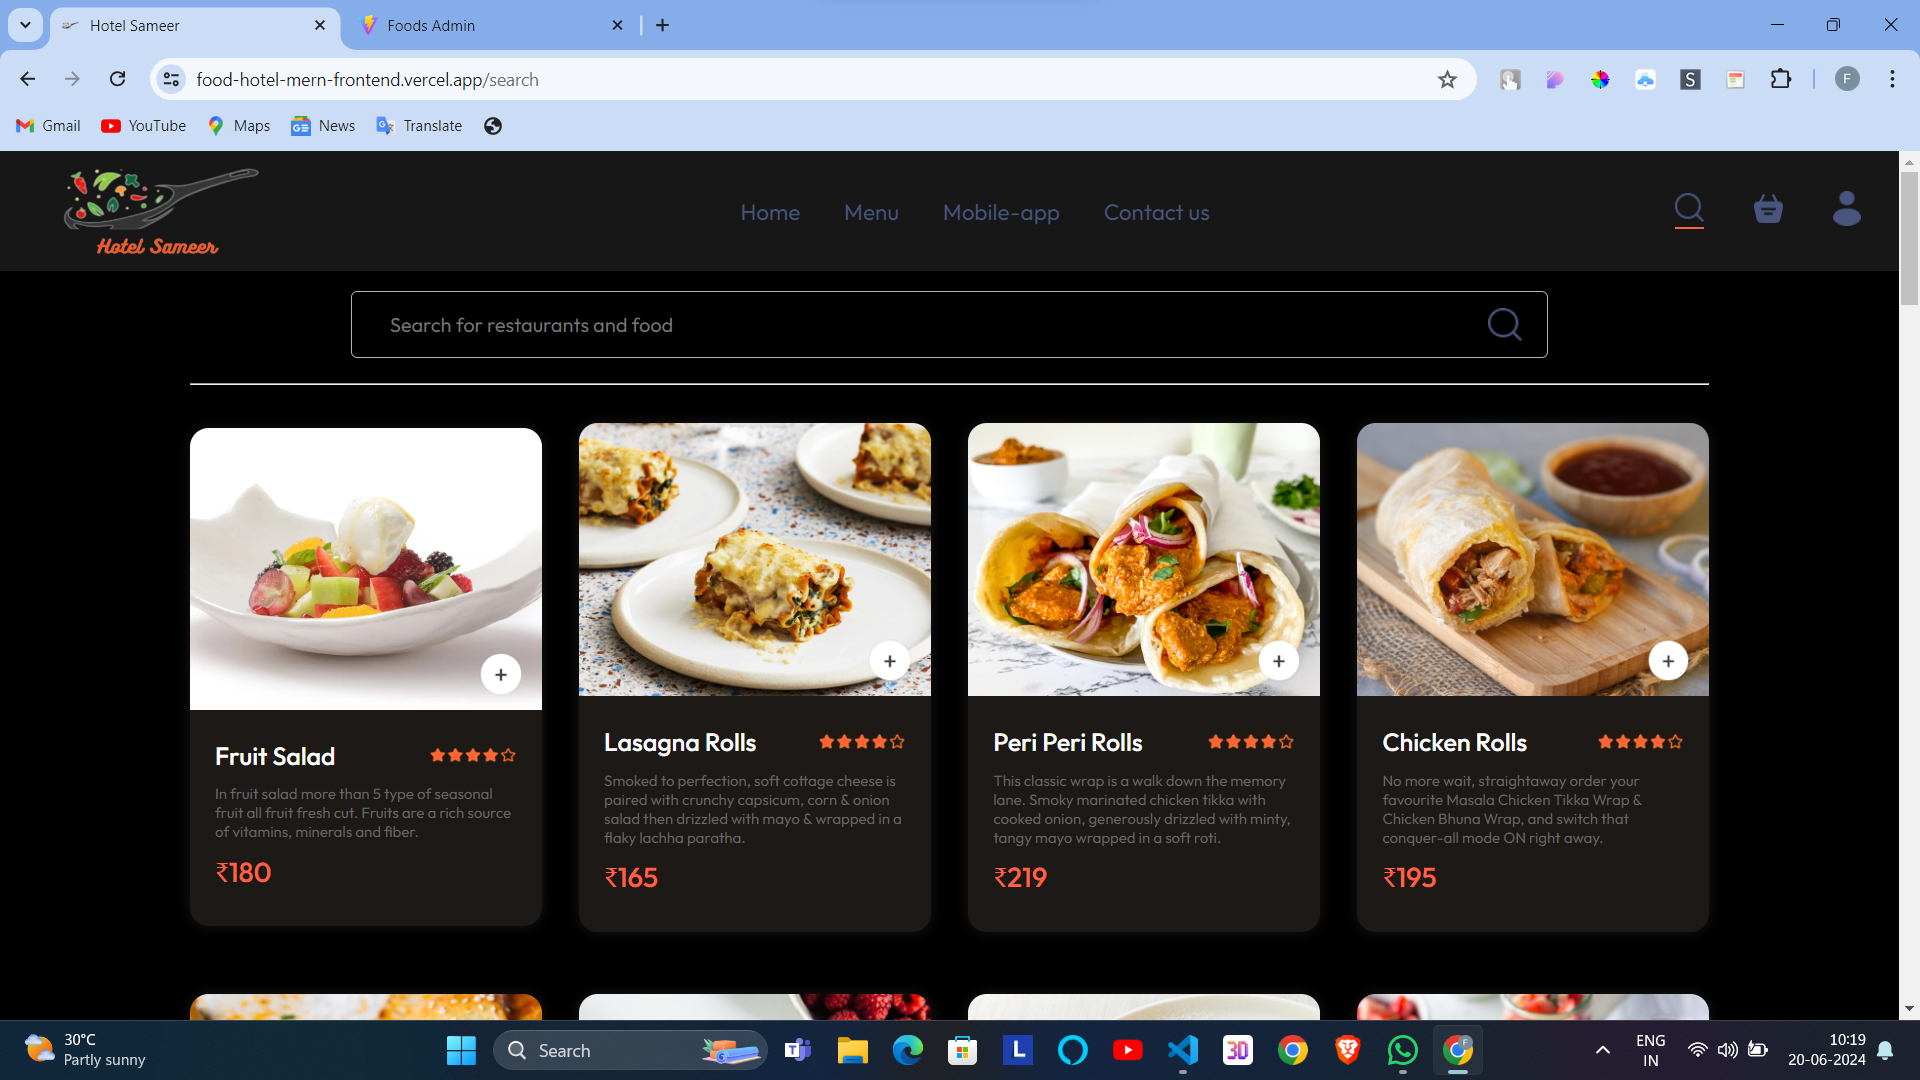 Hotel Sameer
Foods Admin
food-hotel-mern-frontend.vercel.app/search
S
F
Gmail
YouTube
Maps
News
Translate
Hotel Sameer
Home
Menu
Mobile-app
Contact us
Search for restaurants and food
Fruit Salad
In fruit salad more than 5 type of seasonal
fruit all fruit fresh cut. Fruits are a rich source
of vitamins, minerals and fiber.
₹180
Lasagna Rolls
Smoked to perfection, soft cottage cheese is
paired with crunchy capsicum, corn & onion
salad then drizzled with mayo & wrapped in a
flaky lachha paratha.
₹165
Peri Peri Rolls
This classic wrap is a walk down the memory
lane. Smoky marinated chicken tikka with
cooked onion, generously drizzled with minty,
tangy mayo wrapped in a soft roti.
₹219
Chicken Rolls
No more wait, straightaway order your
favourite Masala Chicken Tikka Wrap &
Chicken Bhuna Wrap, and switch that
conquer-all mode ON right away.
₹195
30°C
Partly sunny
Search
L
30
F
ENG
IN
10:19
20-06-2024